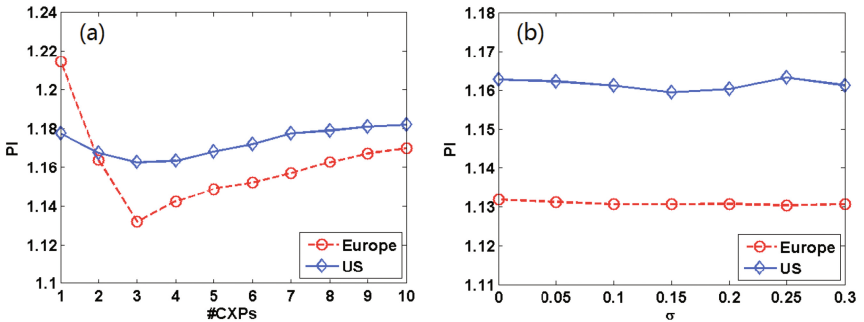 (a)
1.24
1.22
1.2
1.18
1.16
1.14
1.12
1.1
PI
1 2 3 4 5 6 7 8 9 10
#CXPs
Europe
US
(b)
1.18
1.17
1.16
1.15
1.14
1.13
1.12
1.11
PI
0 0.05 0.1 0.15 0.2 0.25 0.3
σ
Europe
US